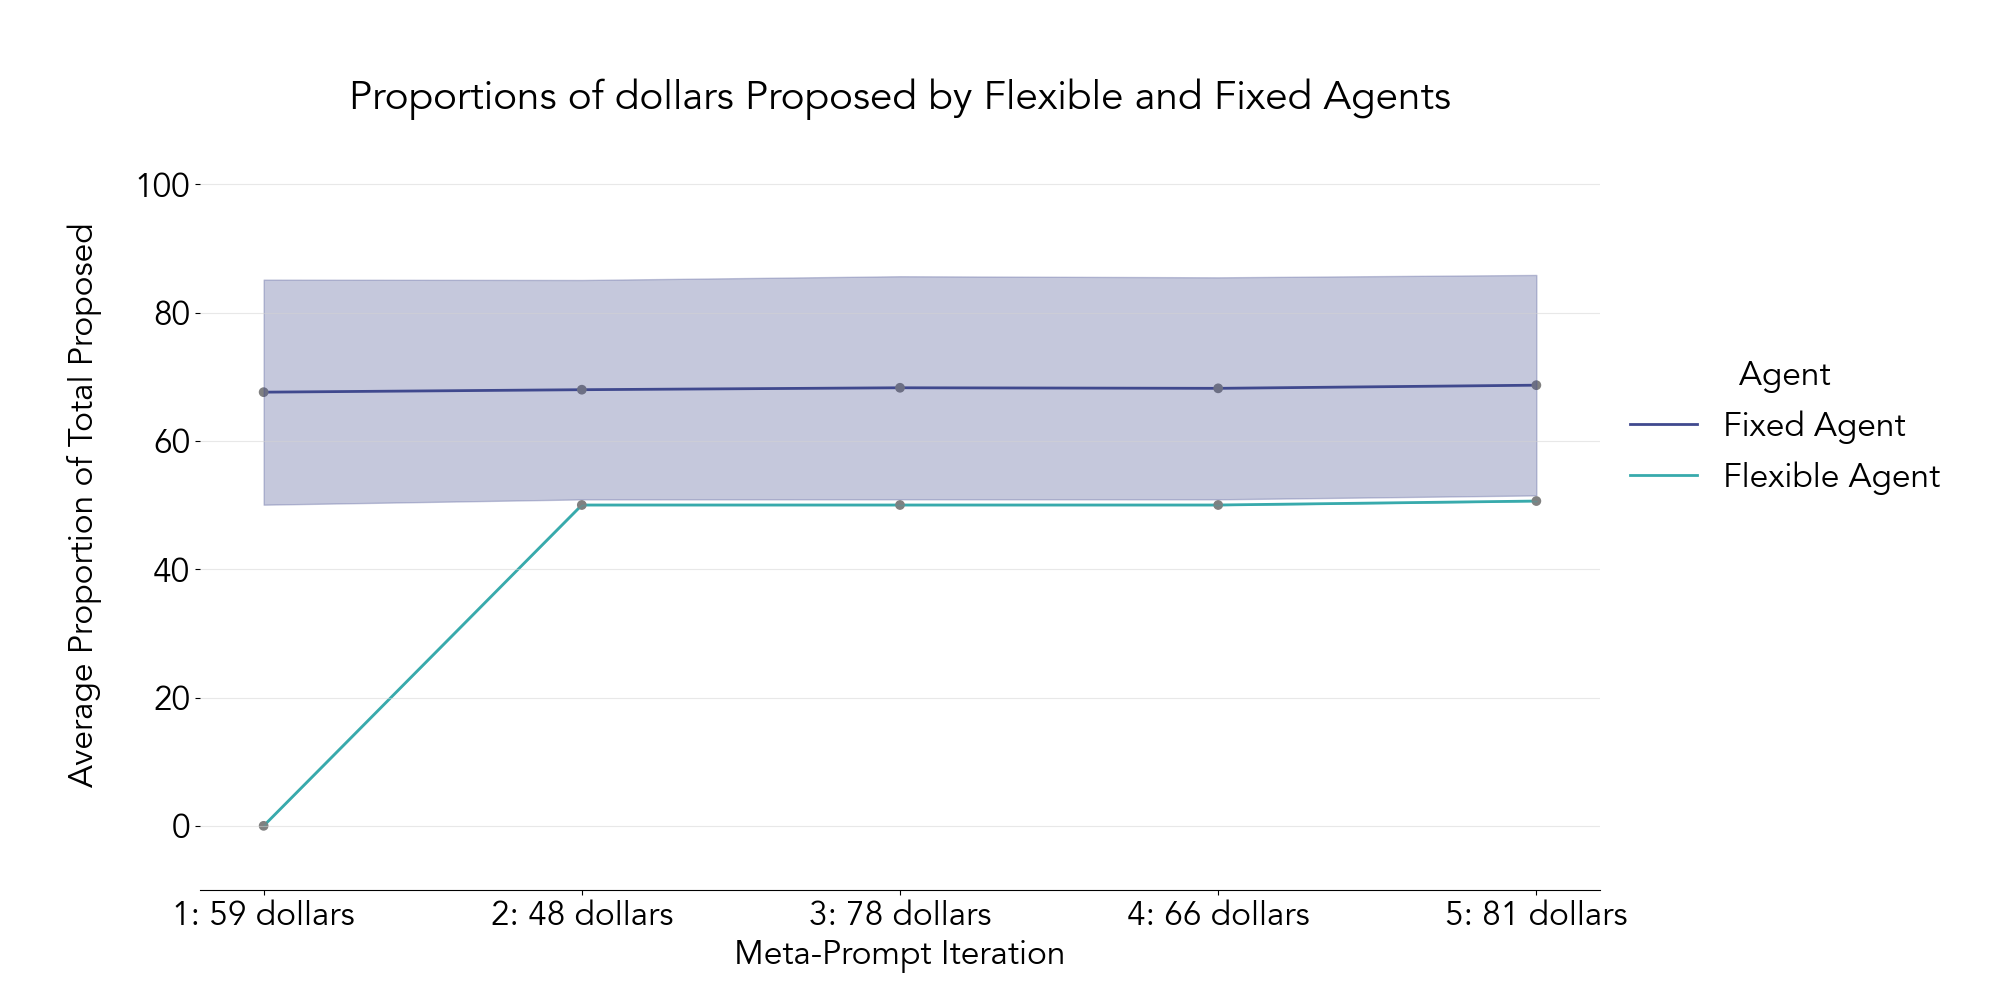 Proportions of dollars Proposed by Flexible and Fixed Agents
Average Proportion of Total Proposed
100
80
60
40
20
0
1: 59 dollars
2: 48 dollars
3: 78 dollars
4: 66 dollars
5: 81 dollars
Meta-Prompt Iteration
Agent
Fixed Agent
Flexible Agent